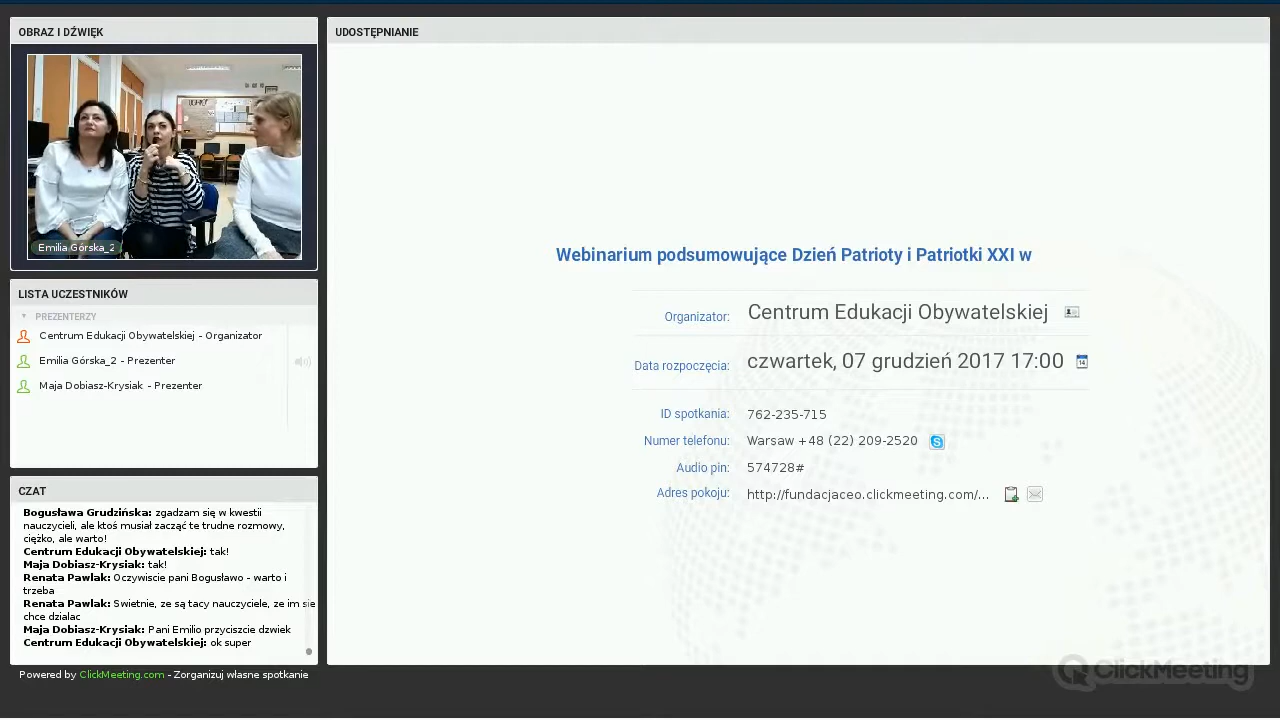 OBRAZ I DŹWIĘK
Emilia Górska_2
LISTA UCZESTNIKÓW
PREZENTERZY
Centrum Edukacji Obywatelskiej - Organizator
Emilia Górska_2 - Prezenter
Maja Dobiasz-Krysiak - Prezenter
CZAT
Bogusława Grudzińska: zgadzam się w kwestii
nauczycieli, ale ktoś musiał zacząć te trudne rozmowy,
ciężko, ale warto!
Centrum Edukacji Obywatelskiej: tak!
Maja Dobiasz-Krysiak: tak!
Renata Pawlak: Oczywiscie pani Bogusławo - warto i
trzeba
Renata Pawlak: Swietnie, ze są tacy nauczyciele, ze im sie
chce dzialac
Maja Dobiasz-Krysiak: Pani Emilio przyciszcie dzwiek
Centrum Edukacji Obywatelskiej: ok super
Powered by ClickMeeting.com - Zorganizuj własne spotkanie
UDOSTĘPNIANIE
Webinarium podsumowujące Dzień Patrioty i Patriotki XXI w
Organizator: Centrum Edukacji Obywatelskiej
Data rozpoczęcia: czwartek, 07 grudzień 2017 17:00
14
ID spotkania: 762-235-715
Numer telefonu: Warsaw +48 (22) 209-2520
Audio pin: 574728#
Adres pokoju: http://fundacjaceo.clickmeeting.com/...
ClickMeeting